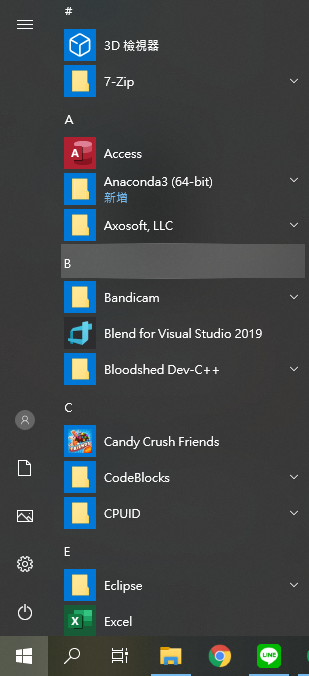 #
3D 檢視器
7-Zip
A
Access
Anaconda3 (64-bit)
新增
Axosoft, LLC
B
Bandicam
Blend for Visual Studio 2019
Bloodshed Dev-C++
C
Candy Crush Friends
CodeBlocks
CPUID
E
Eclipse
Excel
LINE